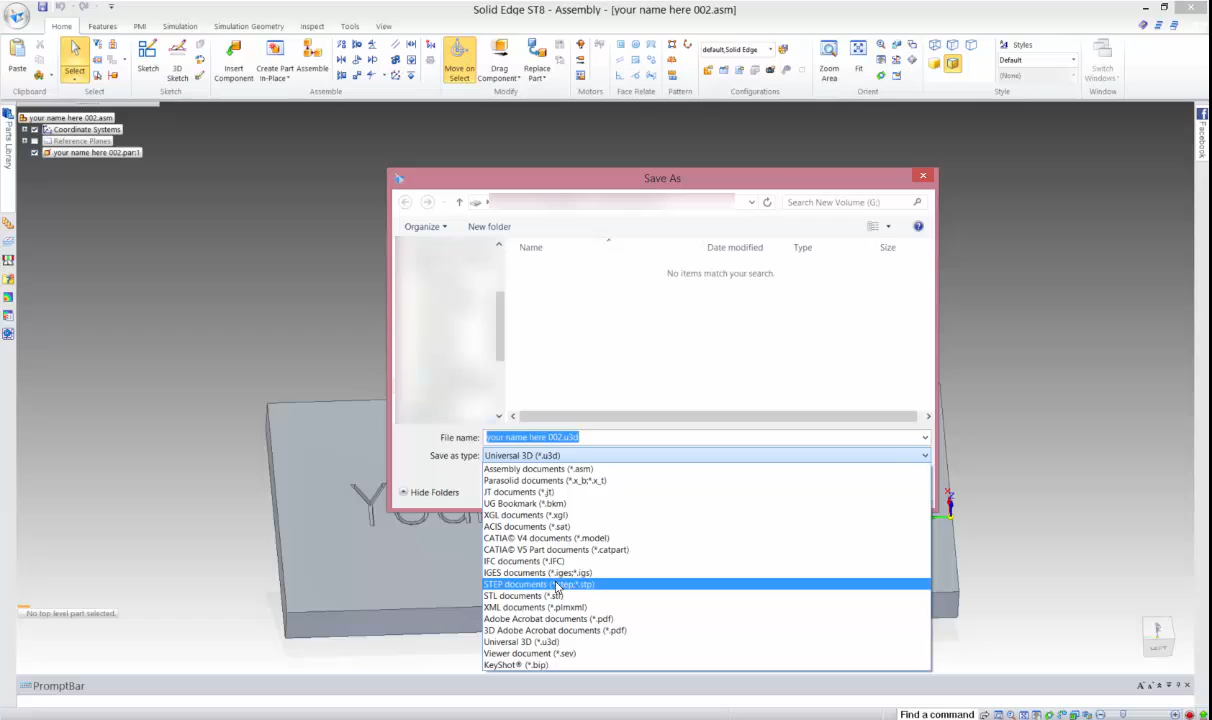 Solid Edge ST8 - Assembly - [your name here 002.asm]
Home Features PMI Simulation Simulation Geometry Inspect Tools View
Paste Select Sketch 3D Sketch Insert Component Create Part In-Place Assemble Move on Select Drag Component Replace Part default,Solid Edge Zoom Area Fit Styles Default (None) Switch Windows
Clipboard Select Sketch Assemble Modify Face Relate Motors Pattern Configurations Orient Style Window
Parts Library
your name here 002.asm
Coordinate Systems
Reference Planes
your name here 002.par:1
Facebook
Save As
Search New Volume (G:)
Organize New folder
Name Date modified Type Size
No items match your search.
File name: your name here 002.u3d
Save as type: Universal 3D (*.u3d)
Assembly documents (*.asm)
Parasolid documents (*.x_b;*.x_t)
JT documents (*.jt)
Hide Folders
UG Bookmark (*.bkm)
XGL documents (*.xgl)
ACIS documents (*.sat)
CATIA© V4 documents (*.model)
CATIA© V5 Part documents (*.catpart)
IFC documents (*.IFC)
IGES documents (*.iges;*.igs)
STEP documents (*.step;*.stp)
STL documents (*.stl)
XML documents (*.plmxml)
Adobe Acrobat documents (*.pdf)
3D Adobe Acrobat documents (*.pdf)
Universal 3D (*.u3d)
Viewer document (*.sev)
KeyShot® (*.bip)
You
No top level part selected.
LEFT
PromptBar
Find a command